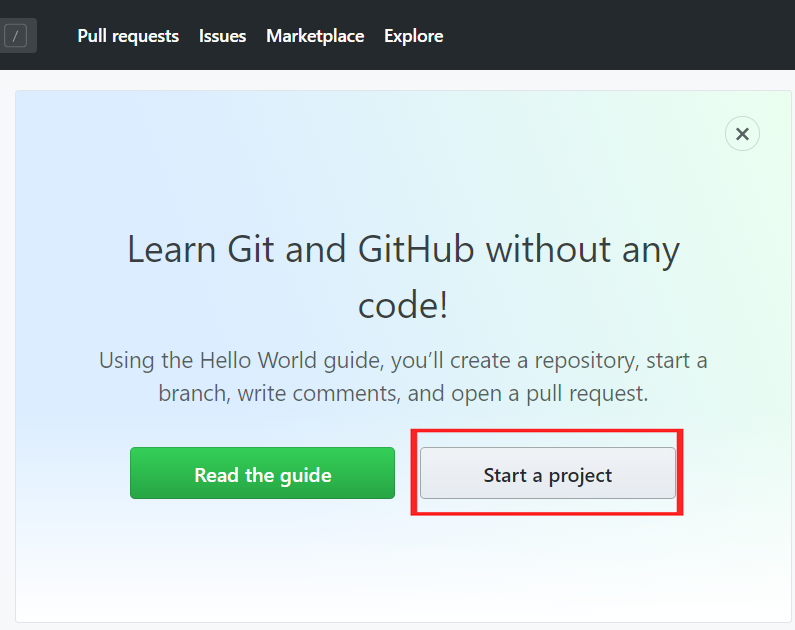 /
Pull requests Issues Marketplace Explore
Learn Git and GitHub without any
code!
Using the Hello World guide, you’ll create a repository, start a
branch, write comments, and open a pull request.
Read the guide Start a project